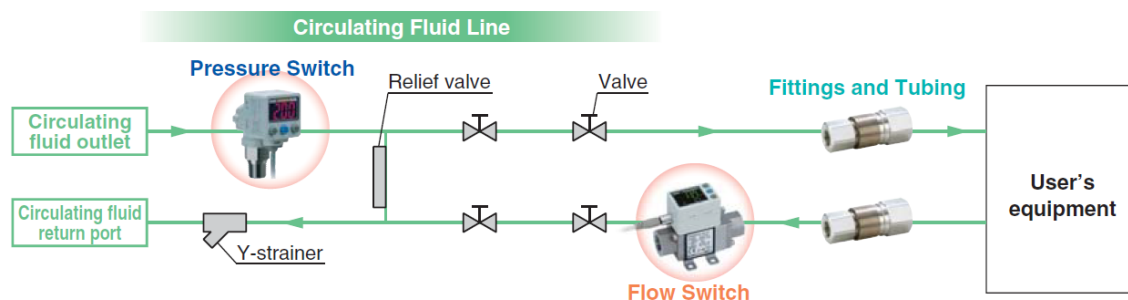 Circulating Fluid Line
Pressure Switch
Relief valve
Valve
Fittings and Tubing
Circulating
fluid outlet
200
User's
equipment
Circulating fluid
return port
Y-strainer
Flow Switch